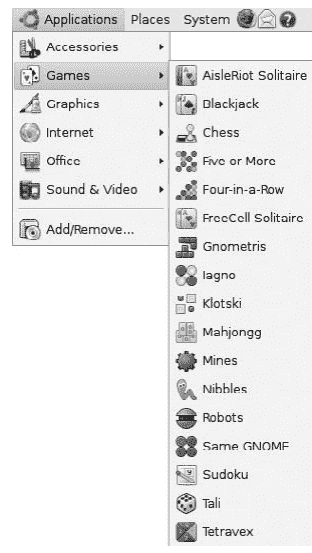 Applications Places System
Accessories
Games
Graphics
Internet
Office
Sound & Video
Add/Remove...
AisleRiot Solitaire
Blackjack
Chess
Five or More
Four-in-a-Row
FreeCell Solitaire
Gnometris
Iagno
Klotski
Mahjongg
Mines
Nibbles
Robots
Same GNOME
Sudoku
Tali
Tetravex